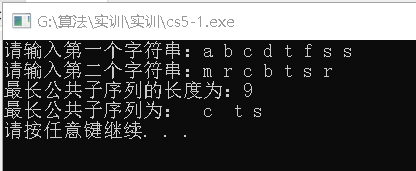 G:\算法\实训\实训\cs5-1.exe
请输入第一个字符串：a b c d t f s s
请输入第二个字符串：m r c b t s r
最长公共子序列的长度为：9
最长公共子序列为：  c  t s
请按任意键继续. . .